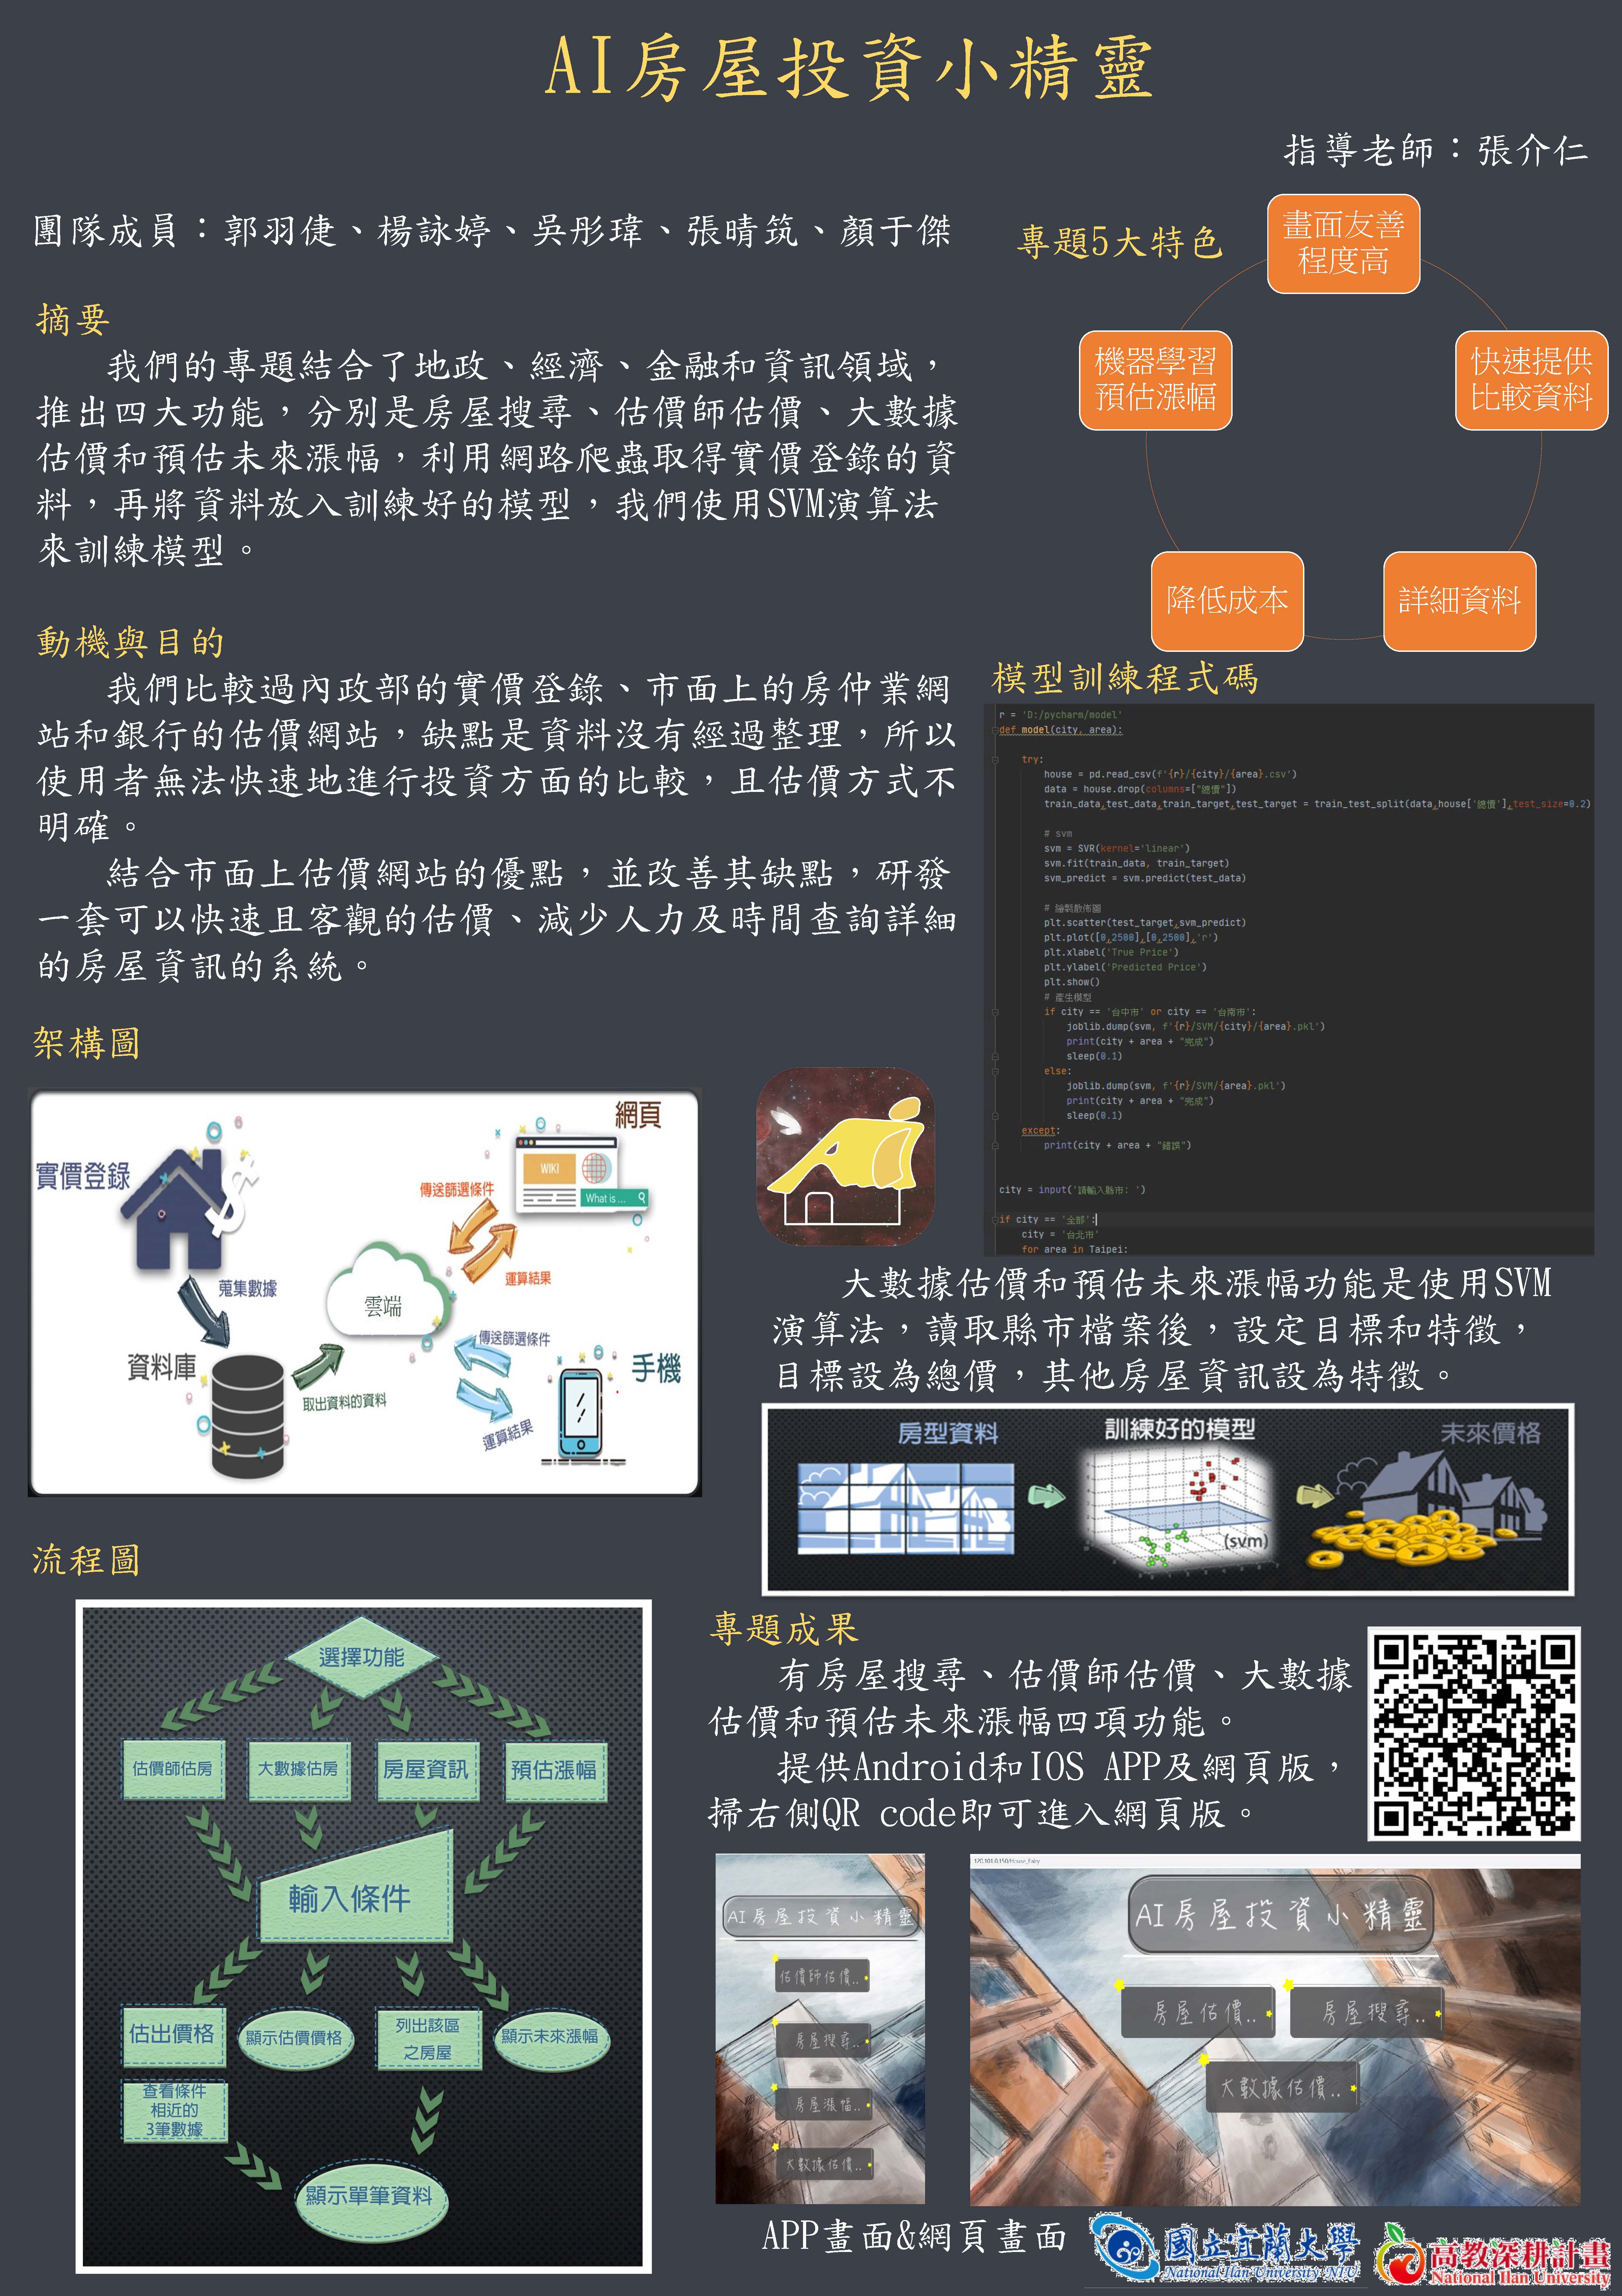 AI房屋投資小精靈
指導老師：張介仁
團隊成員：郭羽倢、楊詠婷、吳彤瑋、張晴筑、顏于傑
摘要
我們的專題結合了地政、經濟、金融和資訊領域，
推出四大功能，分別是房屋搜尋、估價師估價、大數據
估價和預估未來漲幅，利用網路爬蟲取得實價登錄的資
料，再將資料放入訓練好的模型，我們使用SVM演算法
來訓練模型。
動機與目的
我們比較過內政部的實價登錄、市面上的房仲業網
站和銀行的估價網站，缺點是資料沒有經過整理，所以
使用者無法快速地進行投資方面的比較，且估價方式不
明確。
結合市面上估價網站的優點，並改善其缺點，研發
一套可以快速且客觀的估價、減少人力及時間查詢詳細
的房屋資訊的系統。
專題5大特色
畫面友善
程度高
機器學習
預估漲幅
快速提供
比較資料
降低成本
詳細資料
模型訓練程式碼
r = 'D:/pycharm/model'
def model(city, area):
try:
house = pd.read_csv(f'{r}/{city}/{area}.csv')
data = house.drop(columns=["總價"])
train_data,test_data,train_target,test_target = train_test_split(data,house['總價'],test_size=0.2)
# svm
svm = SVR(kernel='linear')
svm.fit(train_data, train_target)
svm_predict = svm.predict(test_data)
# 繪製散佈圖
plt.scatter(test_target,svm_predict)
plt.plot([0,2500],[0,2500],'r')
plt.xlabel('True Price')
plt.ylabel('Predicted Price')
plt.show()
# 產生模型
if city == '台中市' or city == '台南市':
joblib.dump(svm, f'{r}/SVM/{city}/{area}.pkl')
print(city + area + "完成")
sleep(0.1)
else:
joblib.dump(svm, f'{r}/SVM/{area}.pkl')
print(city + area + "完成")
sleep(0.1)
except:
print(city + area + "錯誤")
city = input('請輸入縣市: ')
if city == '全部':
city = '台北市'
for area in Taipei:
架構圖
網頁
實價登錄
WIKI
What is ...
傳送篩選條件
運算結果
蒐集數據
雲端
傳送篩選條件
資料庫
手機
取出資料的資料
運算結果
大數據估價和預估未來漲幅功能是使用SVM
演算法，讀取縣市檔案後，設定目標和特徵，
目標設為總價，其他房屋資訊設為特徵。
房型資料
訓練好的模型
未來價格
(svm)
流程圖
選擇功能
估價師估房
大數據估房
房屋資訊
預估漲幅
輸入條件
估出價格
顯示估價價格
列出該區
之房屋
顯示未來漲幅
查看條件
相近的
3筆數據
顯示單筆資料
專題成果
有房屋搜尋、估價師估價、大數據
估價和預估未來漲幅四項功能。
提供Android和IOS APP及網頁版，
掃右側QR code即可進入網頁版。
AI房屋投資小精靈
估價師估價..
房屋搜尋..
房屋漲幅..
大數據估價..
120.101.0.150/House_fairy
AI房屋投資小精靈
房屋估價..
房屋搜尋..
大數據估價..
APP畫面&網頁畫面
國立宜蘭大學
National Ilan University NIU
高教深耕計畫
National Ilan University